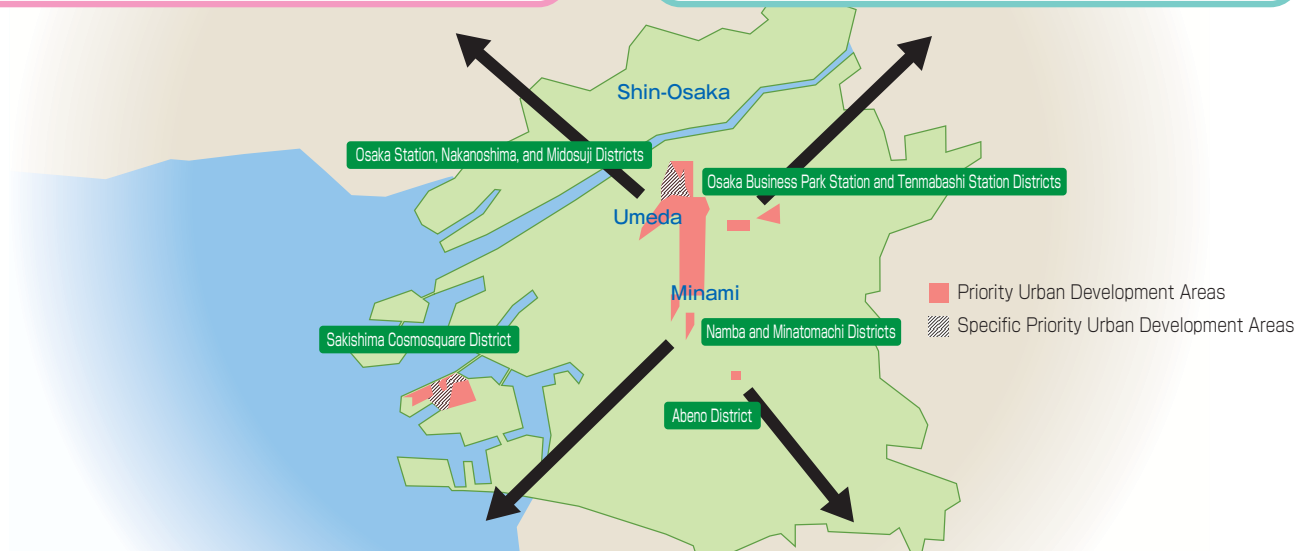 Shin-Osaka
Osaka Station, Nakanoshima, and Midosuji Districts
Osaka Business Park Station and Tenmabashi Station Districts
Umeda
Minami
Priority Urban Development Areas
Specific Priority Urban Development Areas
Sakishima Cosmosquare District
Namba and Minatomachi Districts
Abeno District